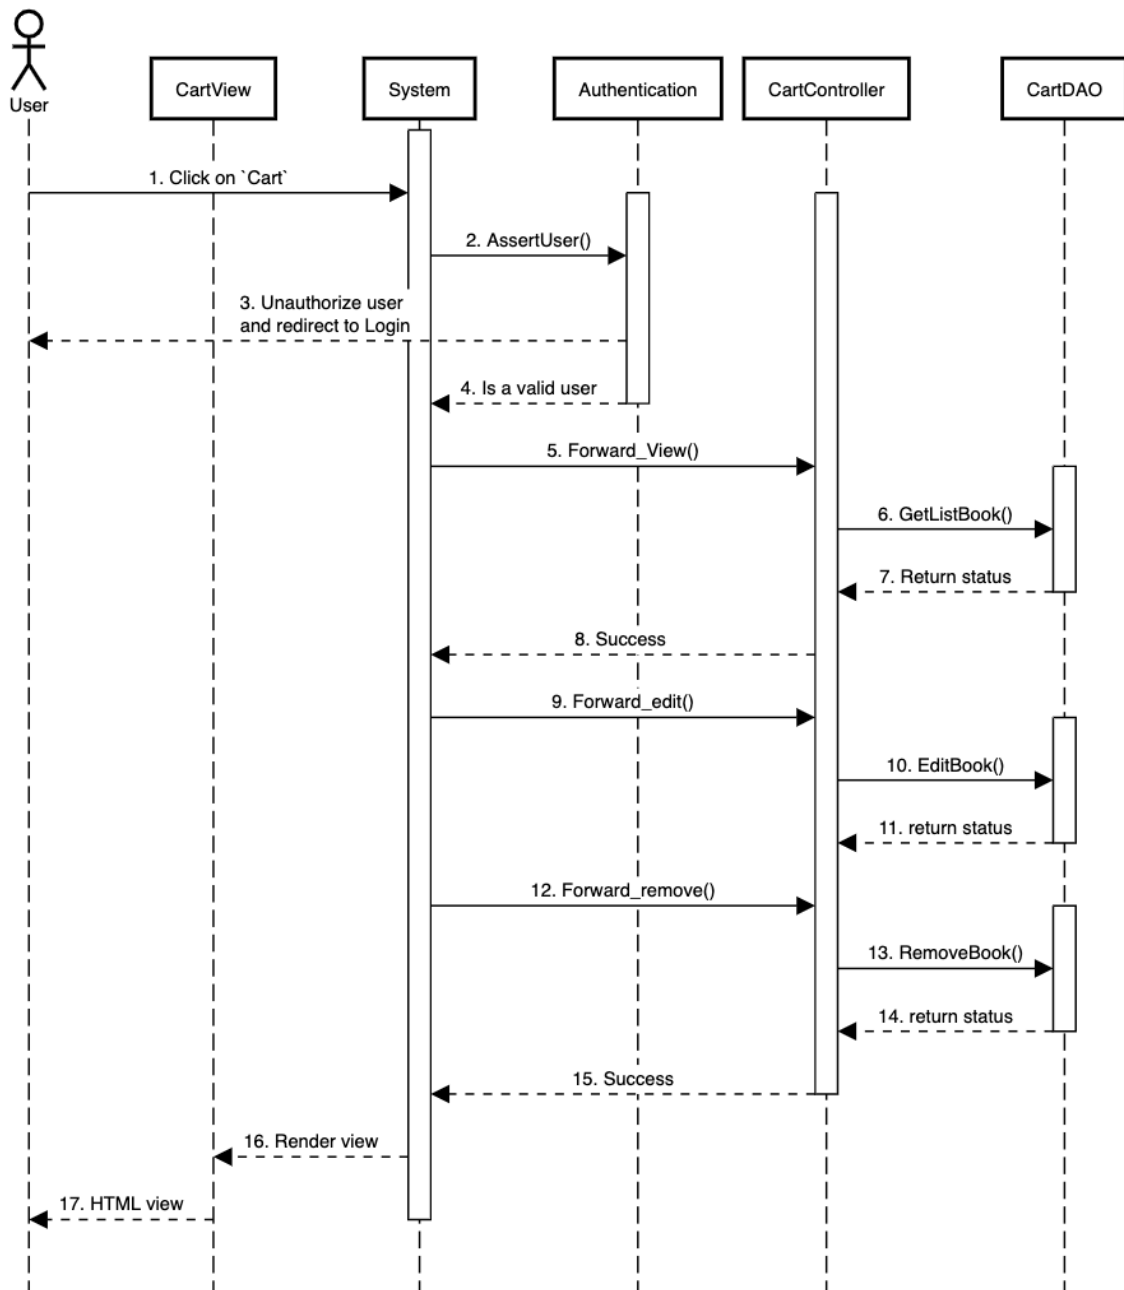 User
CartView
System
Authentication
CartController
CartDAO
1. Click on `Cart`
2. AssertUser()
3. Unauthorize user
and redirect to Login
4. Is a valid user
5. Forward_View()
6. GetListBook()
7. Return status
8. Success
9. Forward_edit()
10. EditBook()
11. return status
12. Forward_remove()
13. RemoveBook()
14. return status
15. Success
16. Render view
17. HTML view